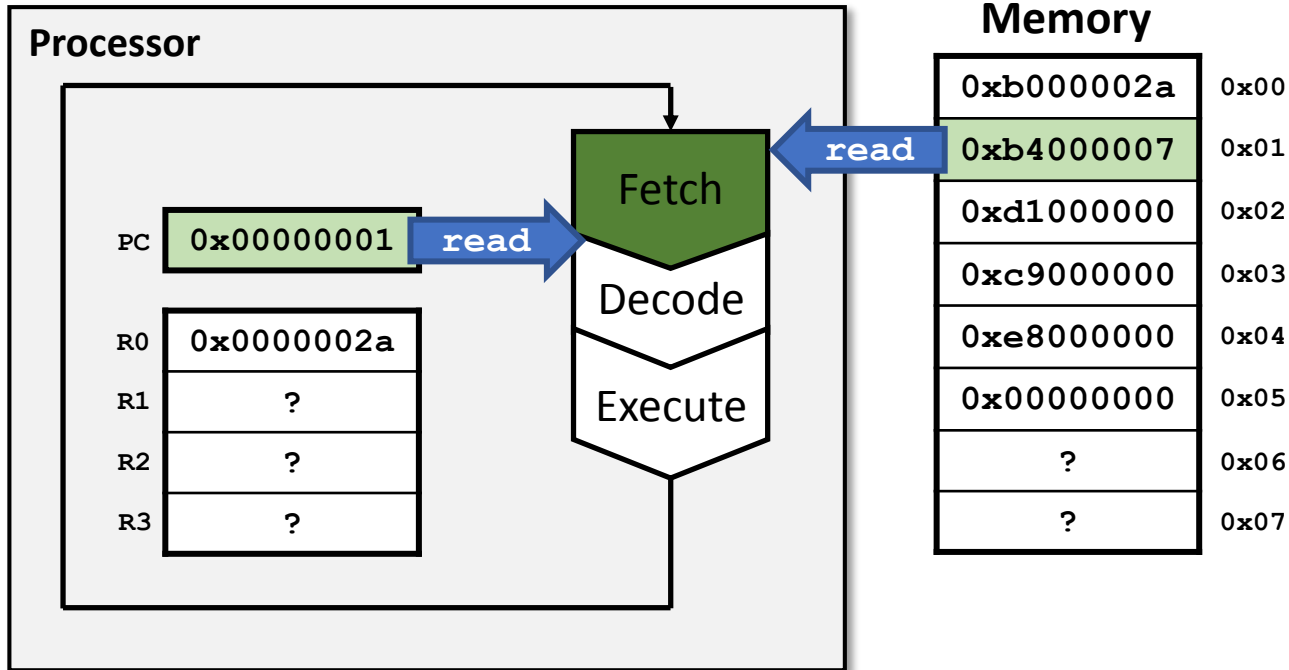 Processor
PC 0x00000001 read
R0 0x0000002a
R1 ?
R2 ?
R3 ?
Fetch
Decode
Execute
Memory
0xb000002a 0x00
read 0xb4000007 0x01
0xd1000000 0x02
0xc9000000 0x03
0xe8000000 0x04
0x00000000 0x05
? 0x06
? 0x07